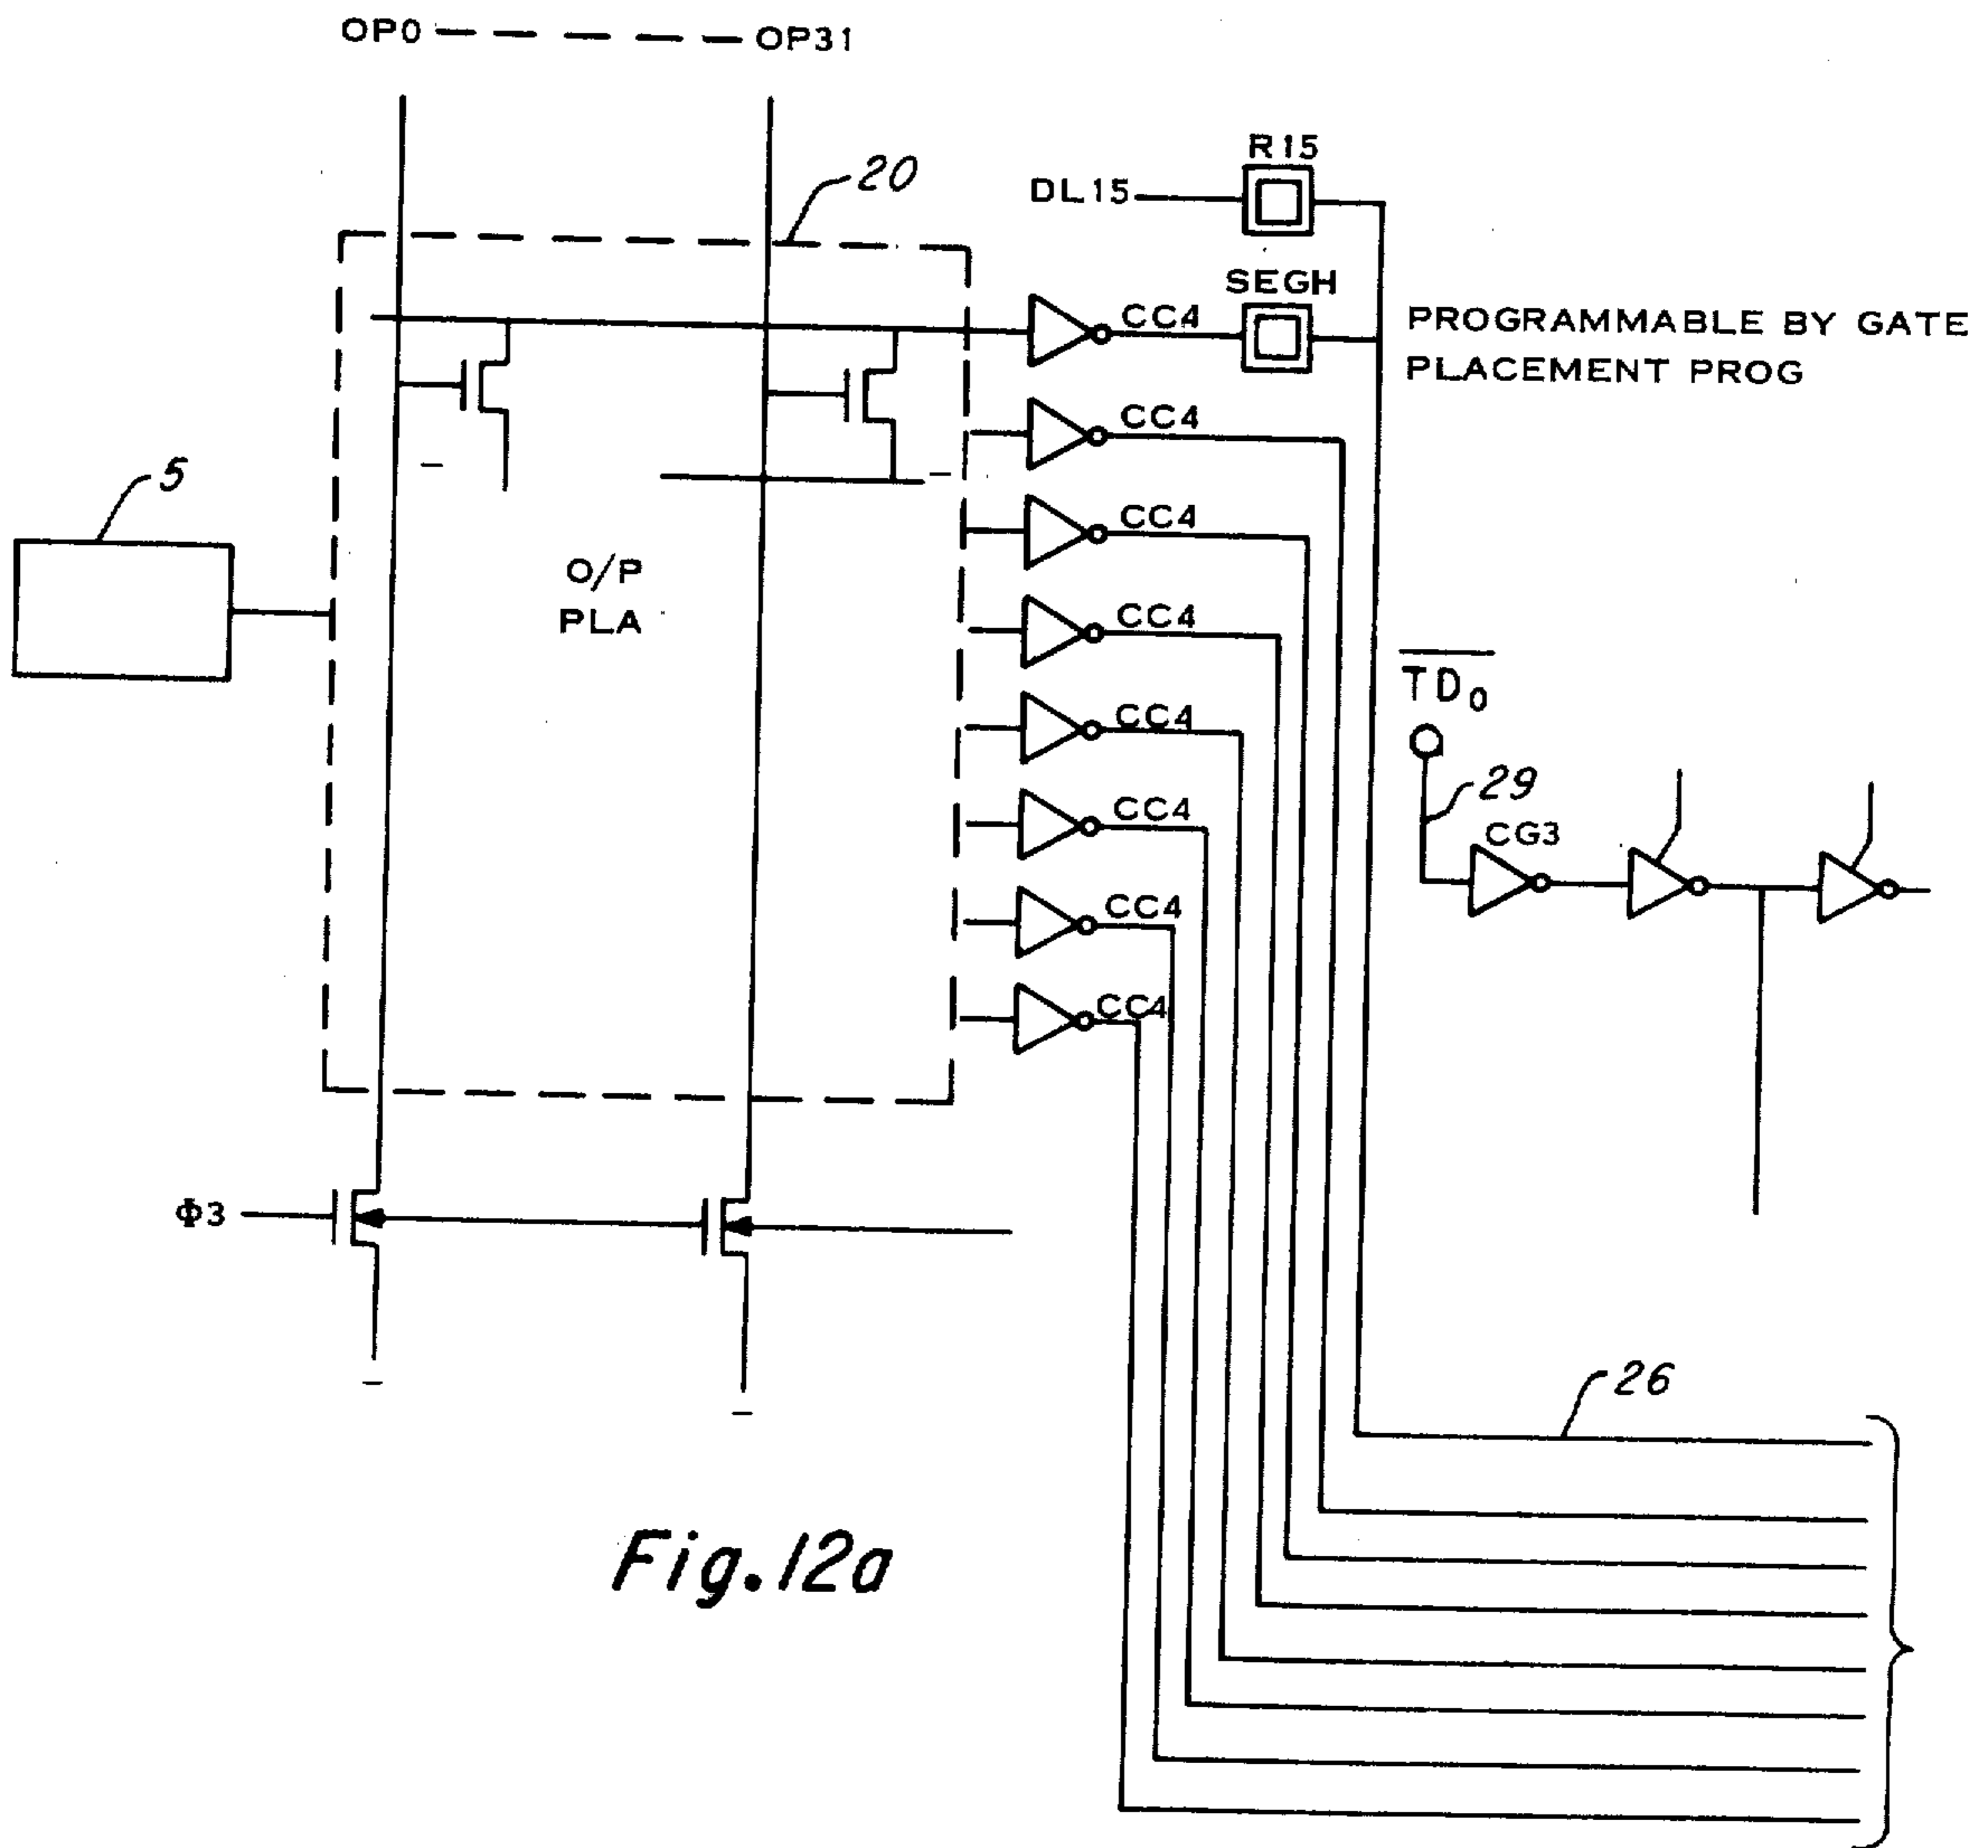 OP0 — — — — — OP31
20
R15
DL15
SEGH
CC4
PROGRAMMABLE BY GATE
PLACEMENT PROG
CC4
5
CC4
O/P
PLA
CC4
CC4
TD0
CC4
29
CG3
CC4
CC4
Φ3
26
Fig.12a